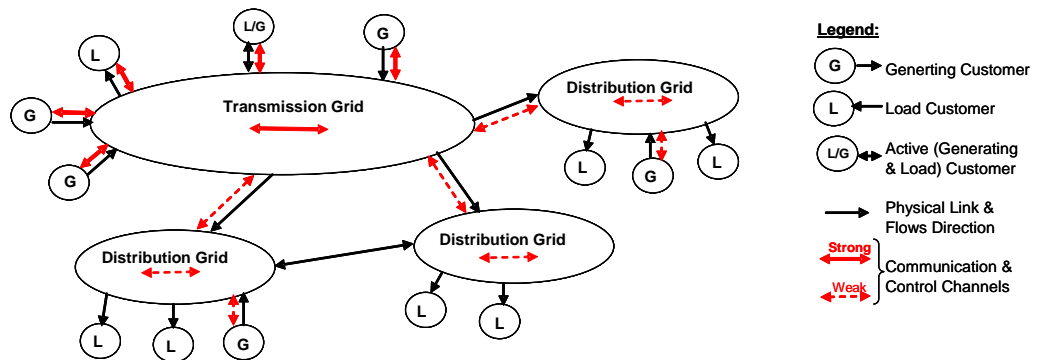 L/G
G
L
G
G
Transmission Grid
Distribution Grid
L
G
L
Distribution Grid
L
L
G
Distribution Grid
L
L
Legend:
G
Generting Customer
L
Load Customer
L/G
Active (Generating
& Load) Customer
Physical Link &
Flows Direction
Strong
Weak
Communication &
Control Channels